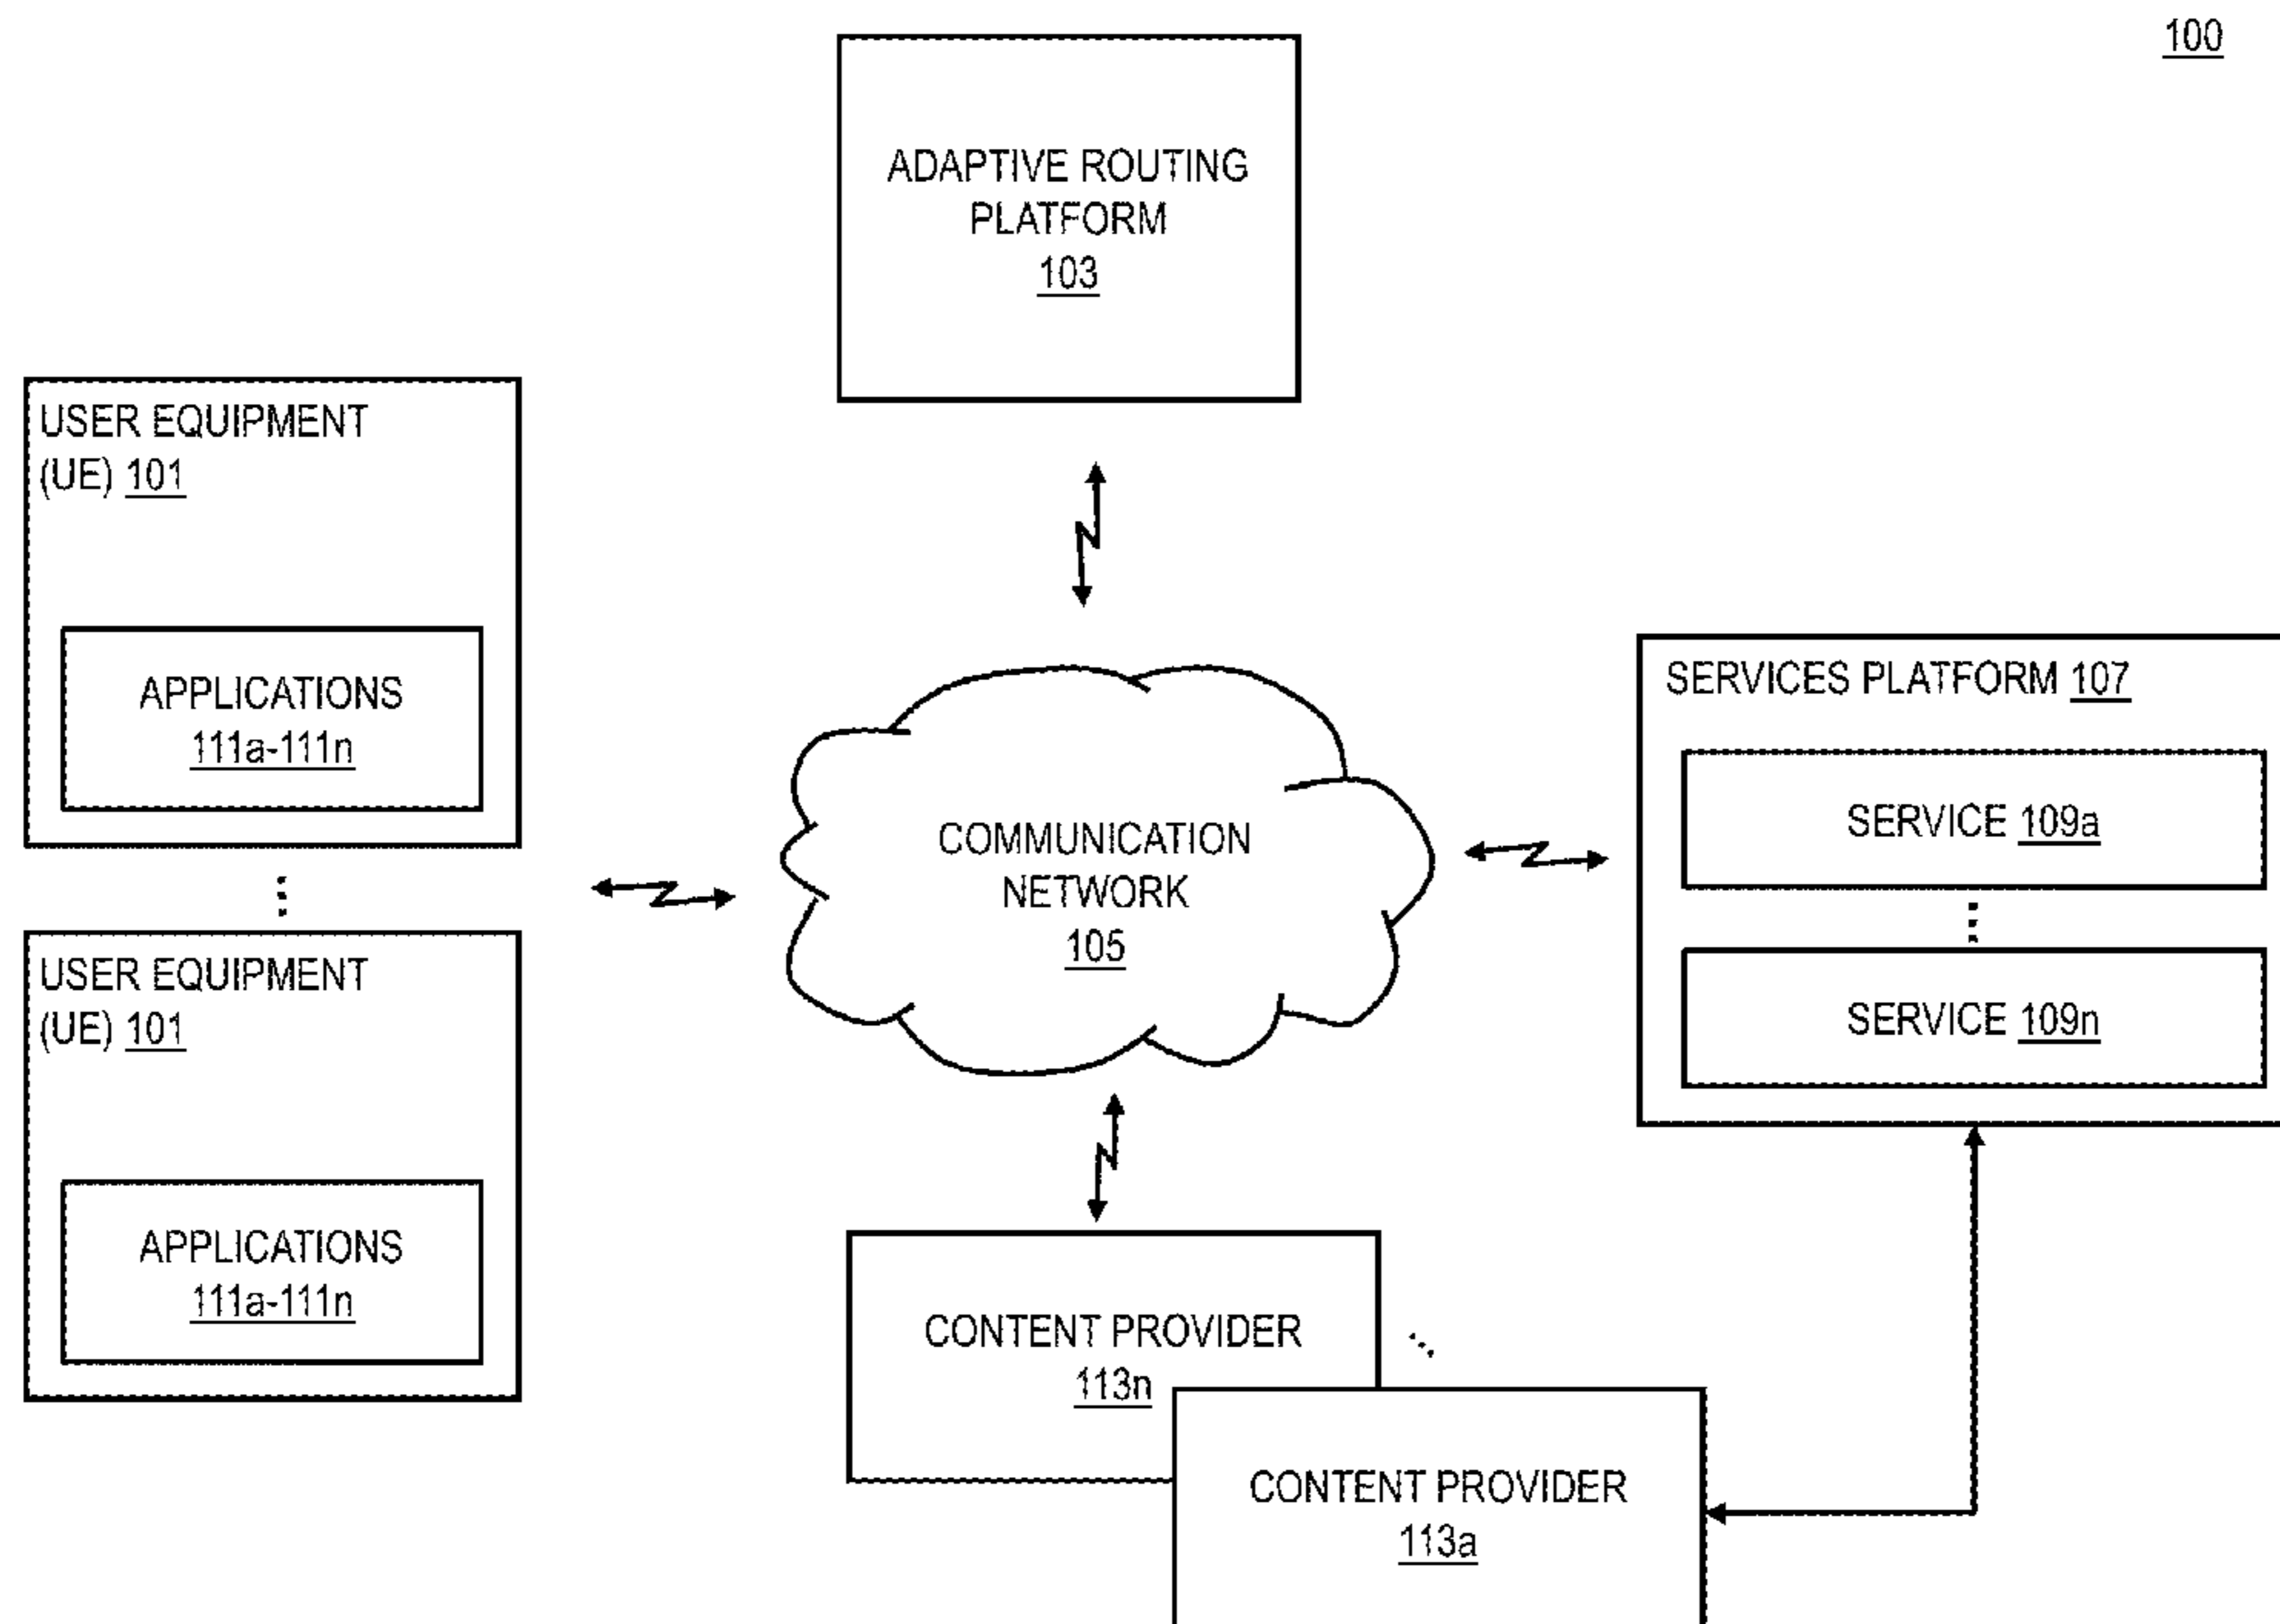 100
ADAPTIVE ROUTING
PLATFORM
103
USER EQUIPMENT
(UE) 101
APPLICATIONS
111a-111n
USER EQUIPMENT
(UE) 101
APPLICATIONS
111a-111n
COMMUNICATION
NETWORK
105
SERVICES PLATFORM 107
SERVICE 109a
SERVICE 109n
CONTENT PROVIDER
113n
CONTENT PROVIDER
113a